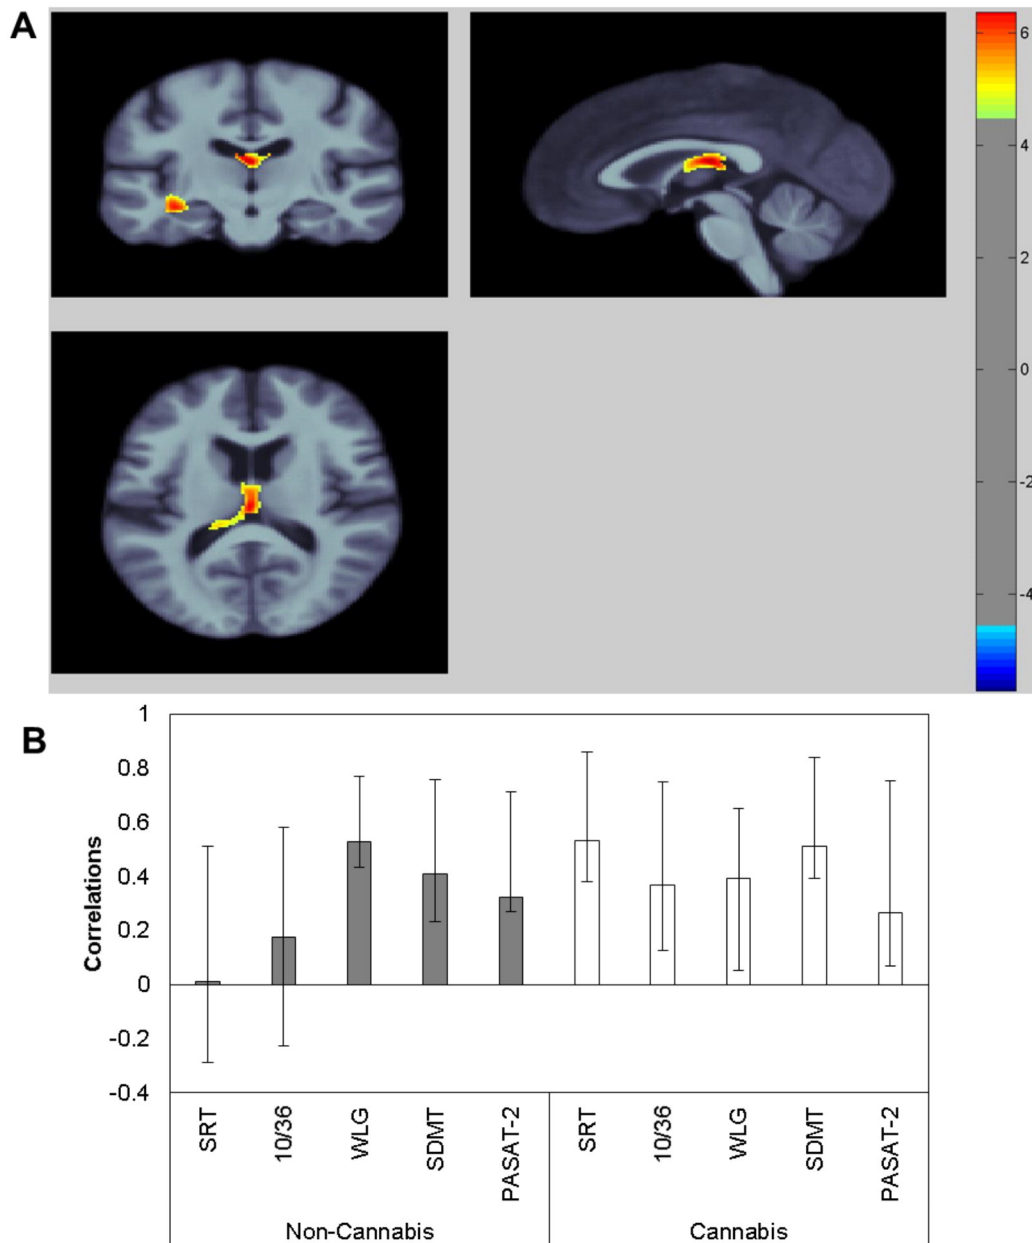 A
6
4
2
0
-2
-4
B
1
0.8
0.6
0.4
0.2
0
-0.2
-0.4
Correlations
SRT
10/36
WLG
SDMT
PASAT-2
SRT
10/36
WLG
SDMT
PASAT-2
Non-Cannabis
Cannabis